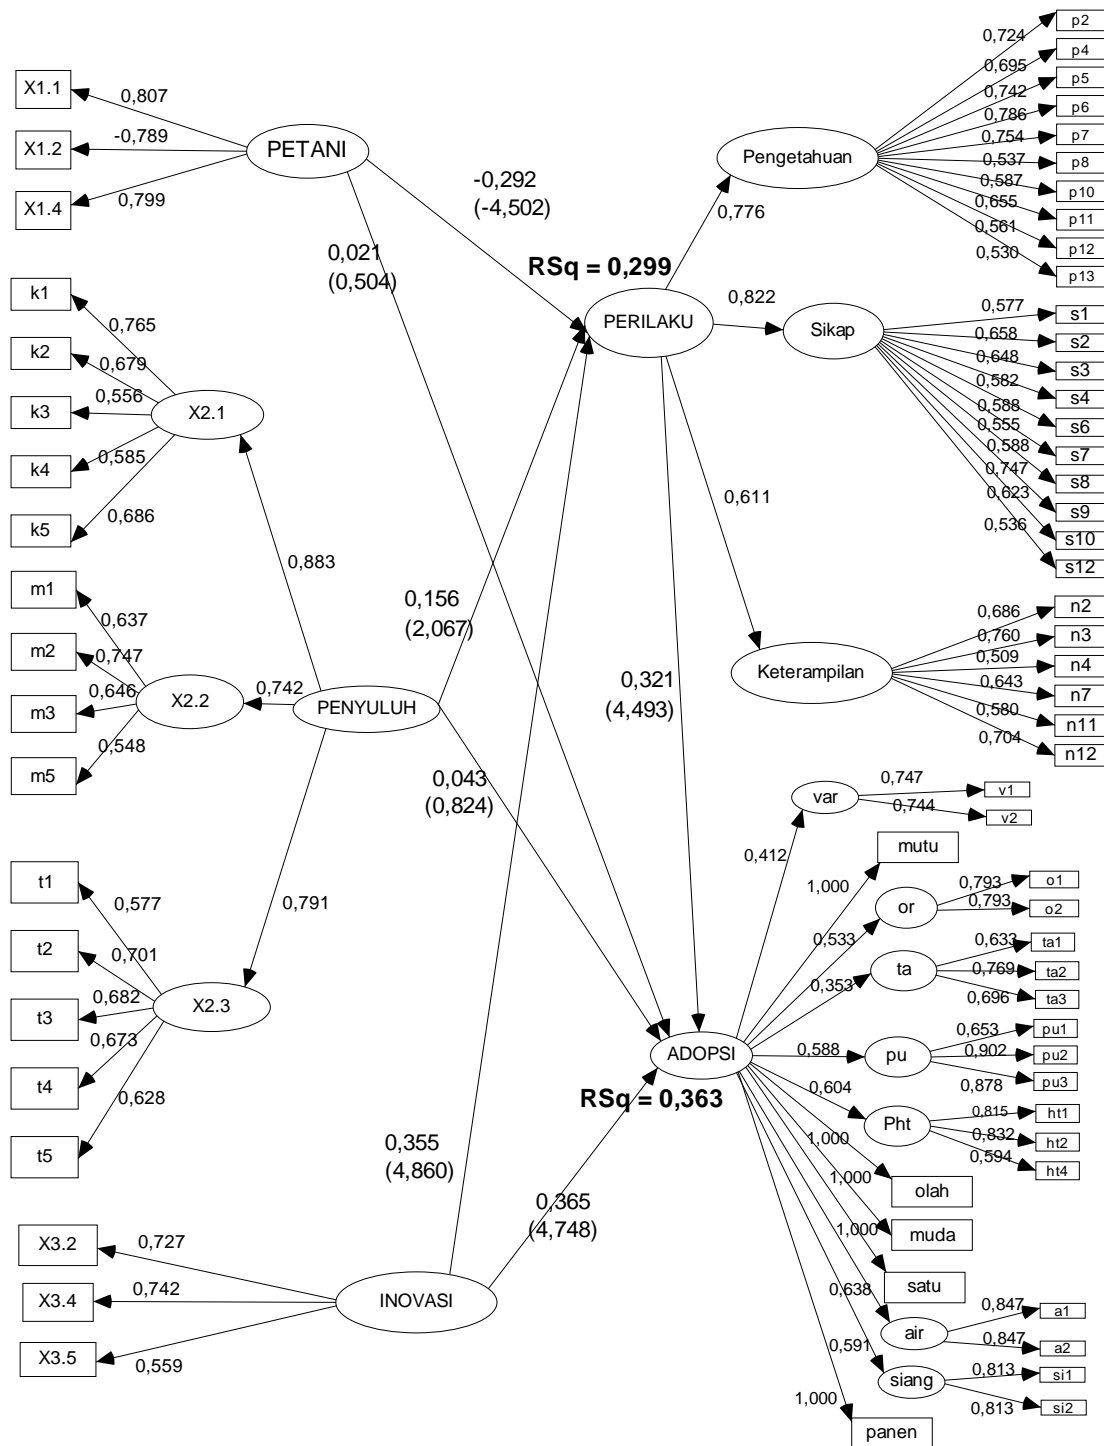 X1.1
X1.2
X1.4
0,807
-0,789
0,799
PETANI
-0,292
(-4,502)
0,021
(0,504)
k1
k2
k3
k4
k5
0,765
0,679
0,556
0,585
0,686
X2.1
0,883
m1
m2
m3
m5
0,637
0,747
0,646
0,548
X2.2
0,742
PENYULUH
0,156
(2,067)
0,043
(0,824)
t1
t2
t3
t4
t5
0,577
0,701
0,682
0,673
0,628
X2.3
0,791
X3.2
X3.4
X3.5
0,727
0,742
0,559
INOVASI
0,355
(4,860)
0,365
(4,748)
RSq = 0,299
PERILAKU
0,776
0,822
0,611
0,321
(4,493)
Pengetahuan
0,724
0,695
0,742
0,786
0,754
0,537
0,587
0,655
0,561
0,530
p2
p4
p5
p6
p7
p8
p10
p11
p12
p13
Sikap
0,577
0,658
0,648
0,582
0,588
0,555
0,588
0,747
0,623
0,536
s1
s2
s3
s4
s6
s7
s8
s9
s10
s12
Keterampilan
0,686
0,760
0,509
0,643
0,580
0,704
n2
n3
n4
n7
n11
n12
ADOPSI
RSq = 0,363
0,412
var
0,747
0,744
v1
v2
1,000
mutu
0,533
or
0,793
0,793
o1
o2
0,353
ta
0,633
0,769
0,696
ta1
ta2
ta3
0,588
pu
0,653
0,902
0,878
pu1
pu2
pu3
0,604
Pht
0,815
0,832
0,594
ht1
ht2
ht4
1,000
olah
1,000
muda
1,000
satu
0,638
air
0,847
0,847
a1
a2
0,591
siang
0,813
0,813
si1
si2
1,000
panen